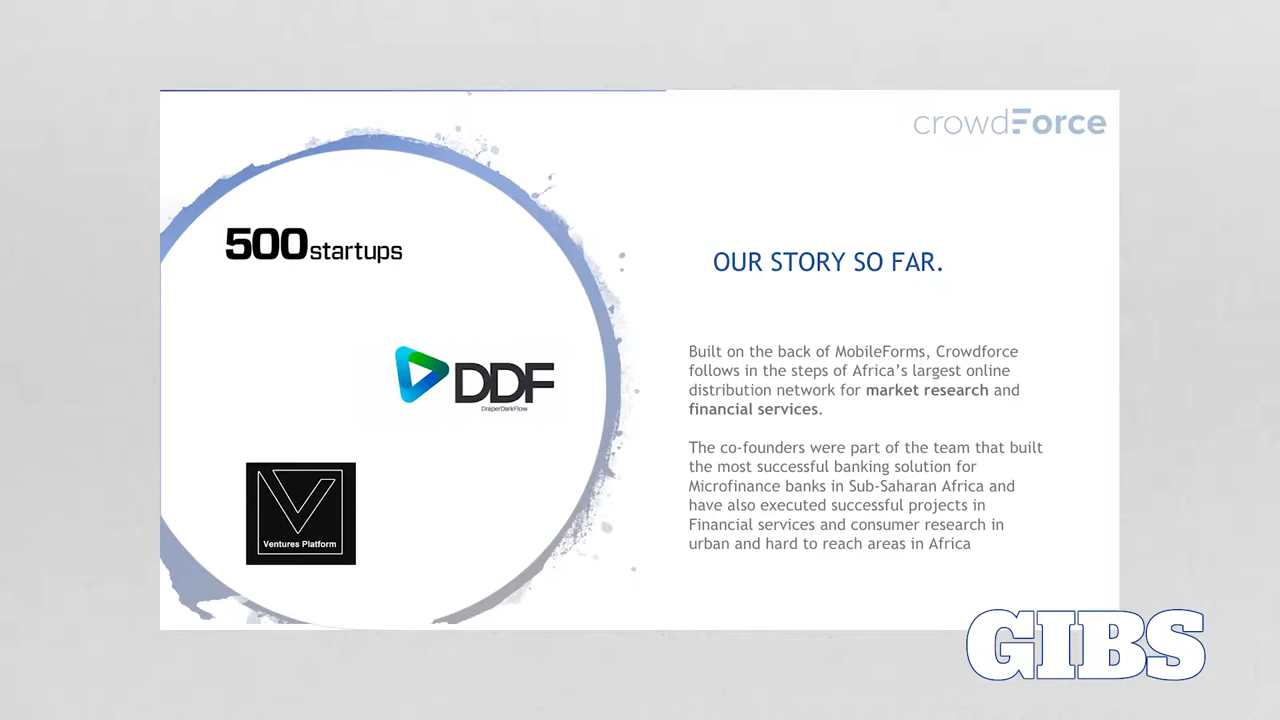 crowdForce
500 startups
DDF
DraperDarkFlow
Ventures Platform
OUR STORY SO FAR.
Built on the back of MobileForms, Crowdforce
follows in the steps of Africa’s largest online
distribution network for market research and
financial services.
The co-founders were part of the team that built
the most successful banking solution for
Microfinance banks in Sub-Saharan Africa and
have also executed successful projects in
Financial services and consumer research in
urban and hard to reach areas in Africa
GIBS